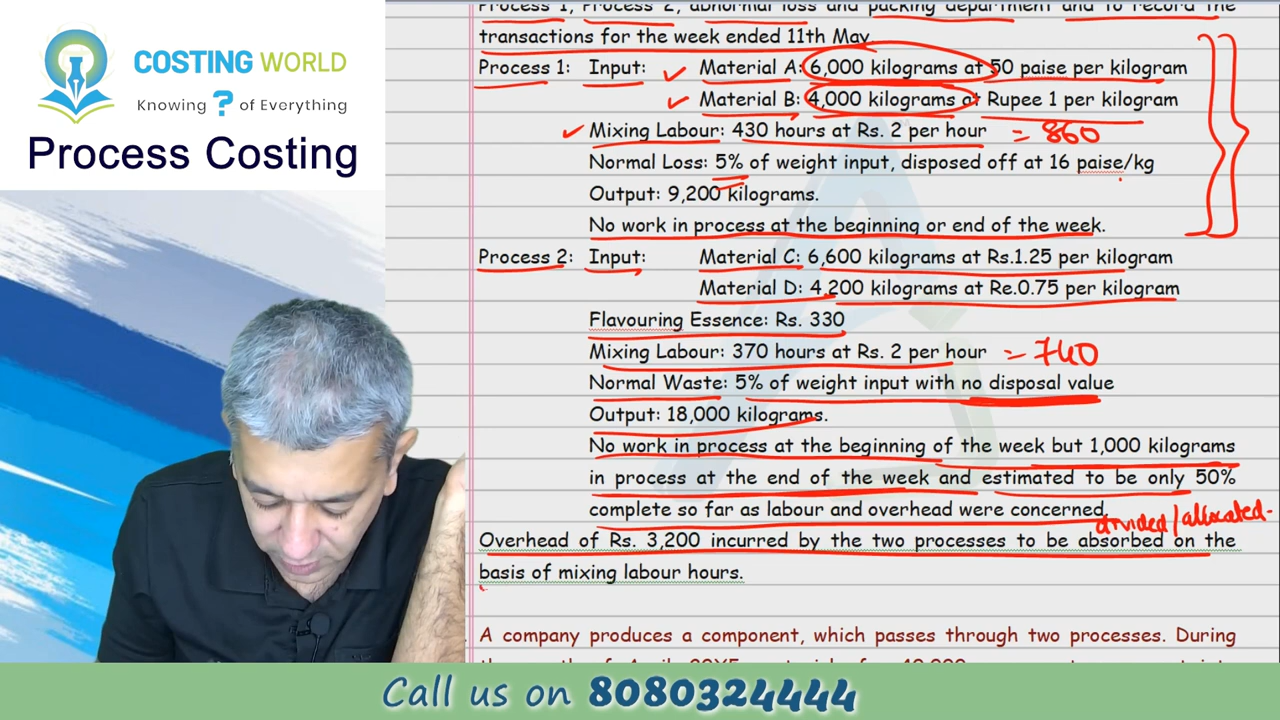 COSTING WORLD
Knowing ? of Everything
Process Costing
Process 1, Process 2, abnormal loss and packing department and to record the
transactions for the week ended 11th May.
Process 1: Input: Material A: 6,000 kilograms at 50 paise per kilogram
Material B: 4,000 kilograms at Rupee 1 per kilogram
Mixing Labour: 430 hours at Rs. 2 per hour = 860
Normal Loss: 5% of weight input, disposed off at 16 paise/kg
Output: 9,200 kilograms.
No work in process at the beginning or end of the week.
Process 2: Input: Material C: 6,600 kilograms at Rs.1.25 per kilogram
Material D: 4,200 kilograms at Re.0.75 per kilogram
Flavouring Essence: Rs. 330
Mixing Labour: 370 hours at Rs. 2 per hour = 740
Normal Waste: 5% of weight input with no disposal value
Output: 18,000 kilograms.
No work in process at the beginning of the week but 1,000 kilograms
in process at the end of the week and estimated to be only 50%
complete so far as labour and overhead were concerned.
divided/allocated.
Overhead of Rs. 3,200 incurred by the two processes to be absorbed on the
basis of mixing labour hours.
A company produces a component, which passes through two processes. During
Call us on 8080324444